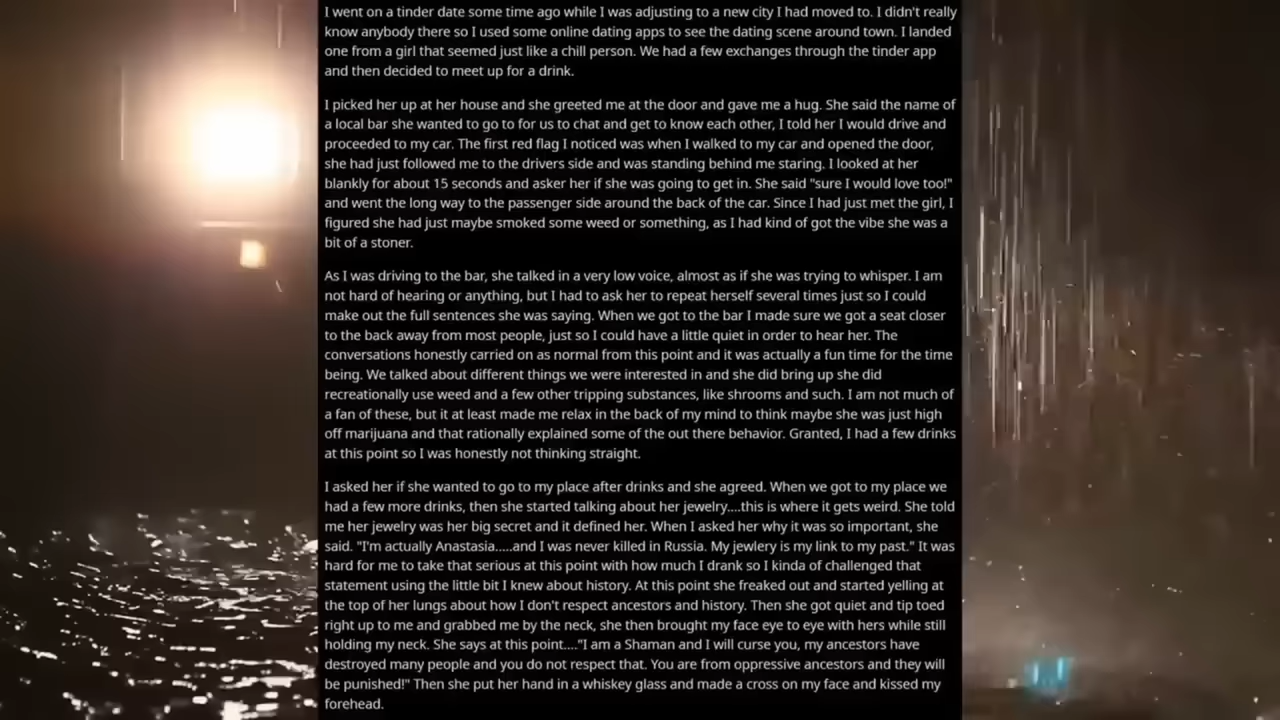 I went on a tinder date some time ago while I was adjusting to a new city I had moved to. I didn't really
know anybody there so I used some online dating apps to see the dating scene around town. I landed
one from a girl that seemed just like a chill person. We had a few exchanges through the tinder app
and then decided to meet up for a drink.
I picked her up at her house and she greeted me at the door and gave me a hug. She said the name of
a local bar she wanted to go to for us to chat and get to know each other, I told her I would drive and
proceeded to my car. The first red flag I noticed was when I walked to my car and opened the door,
she had just followed me to the drivers side and was standing behind me staring. I looked at her
blankly for about 15 seconds and asker her if she was going to get in. She said "sure I would love too!"
and went the long way to the passenger side around the back of the car. Since I had just met the girl, I
figured she had just maybe smoked some weed or something, as I had kind of got the vibe she was a
bit of a stoner.
As I was driving to the bar, she talked in a very low voice, almost as if she was trying to whisper. I am
not hard of hearing or anything, but I had to ask her to repeat herself several times just so I could
make out the full sentences she was saying. When we got to the bar I made sure we got a seat closer
to the back away from most people, just so I could have a little quiet in order to hear her. The
conversations honestly carried on as normal from this point and it was actually a fun time for the time
being. We talked about different things we were interested in and she did bring up she did
recreationally use weed and a few other tripping substances, like shrooms and such. I am not much of
a fan of these, but it at least made me relax in the back of my mind to think maybe she was just high
off marijuana and that rationally explained some of the out there behavior. Granted, I had a few drinks
at this point so I was honestly not thinking straight.
I asked her if she wanted to go to my place after drinks and she agreed. When we got to my place we
had a few more drinks, then she started talking about her jewelry....this is where it gets weird. She told
me her jewelry was her big secret and it defined her. When I asked her why it was so important, she
said. "I'm actually Anastasia.....and I was never killed in Russia. My jewlery is my link to my past." It was
hard for me to take that serious at this point with how much I drank so I kinda of challenged that
statement using the little bit I knew about history. At this point she freaked out and started yelling at
the top of her lungs about how I don't respect ancestors and history. Then she got quiet and tip toed
right up to me and grabbed me by the neck, she then brought my face eye to eye with hers while still
holding my neck. She says at this point...."I am a Shaman and I will curse you, my ancestors have
destroyed many people and you do not respect that. You are from oppressive ancestors and they will
be punished!" Then she put her hand in a whiskey glass and made a cross on my face and kissed my
forehead.